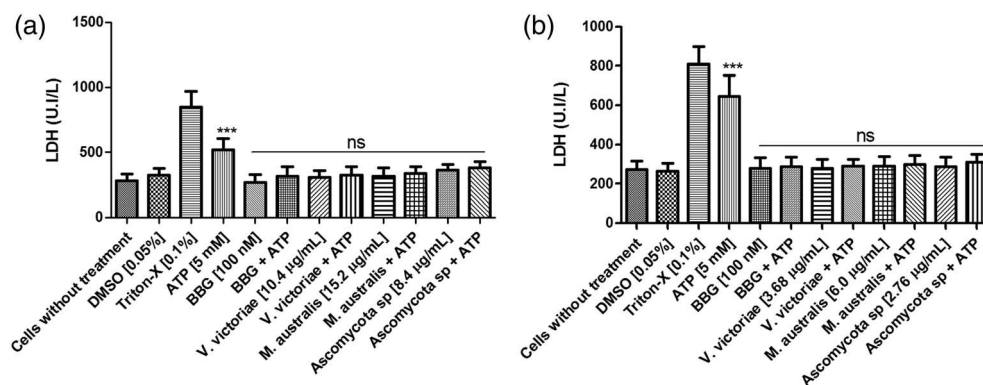 (a)
LDH (U.I/L)
1500
1000
500
0
***
ns
Cells without treatment
DMSO [0.05%]
Triton-X [0.1%]
ATP [5 mM]
BBG [100 nM]
BBG + ATP
V. victoriae [10.4 µg/mL]
V. victoriae + ATP
M. australis [15.2 µg/mL]
M. australis + ATP
Ascomycota sp [8.4 µg/mL]
Ascomycota sp + ATP
(b)
LDH (U.I/L)
1000
800
600
400
200
0
***
ns
Cells without treatment
DMSO [0.05%]
Triton-X [0.1%]
ATP [5 mM]
BBG [100 nM]
BBG + ATP
V. victoriae [3.68 µg/mL]
V. victoriae + ATP
M. australis [6.0 µg/mL]
M. australis + ATP
Ascomycota sp [2.76 µg/mL]
Ascomycota sp + ATP